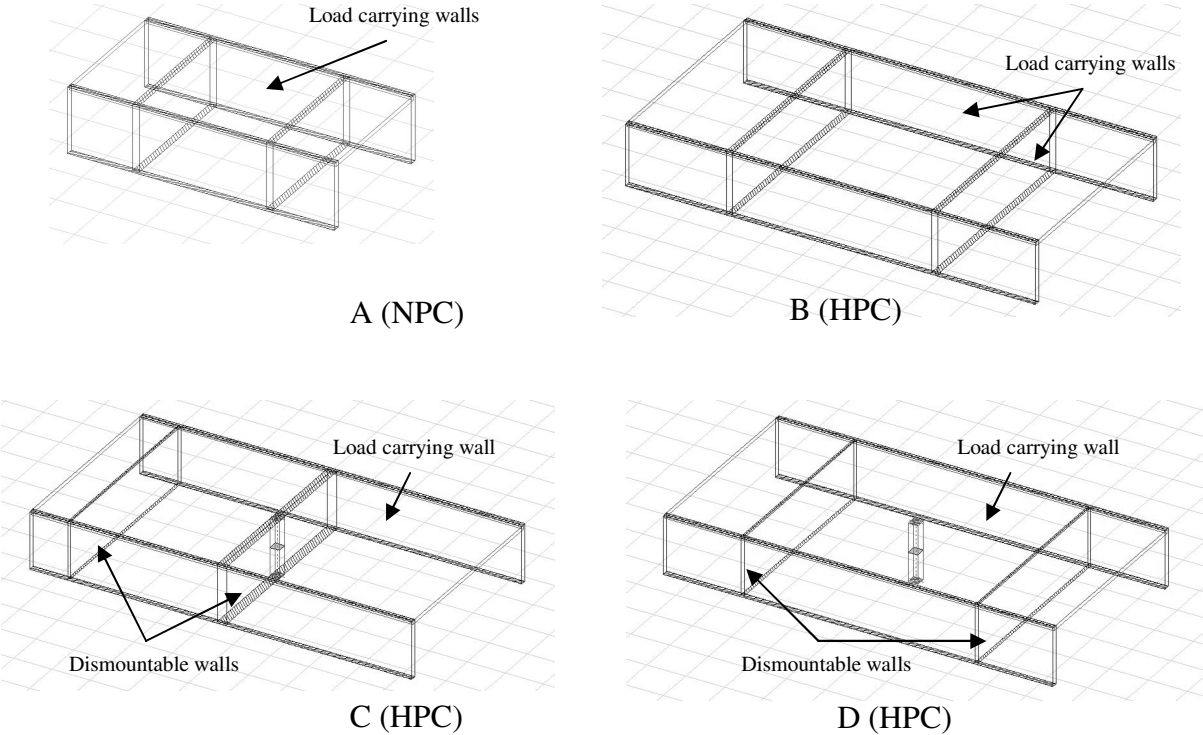 Load carrying walls
A (NPC)
Load carrying walls
B (HPC)
Load carrying wall
Dismountable walls
C (HPC)
Load carrying wall
Dismountable walls
D (HPC)